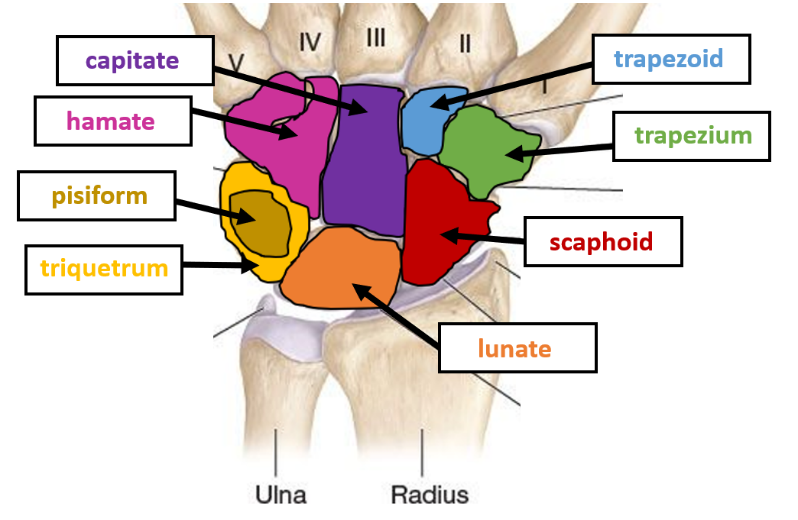 IV
III
II
V
I
capitate
trapezoid
hamate
trapezium
pisiform
scaphoid
triquetrum
lunate
Ulna
Radius